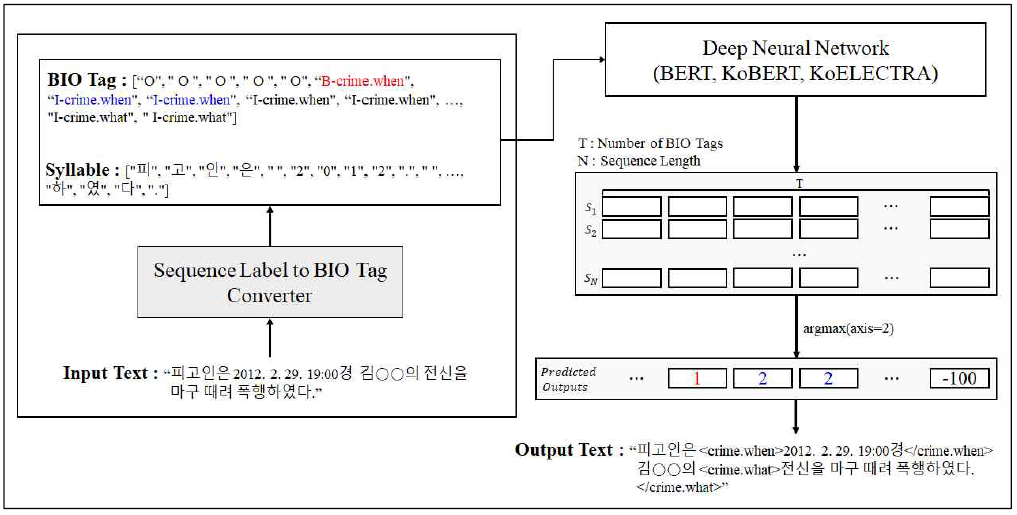 BIO Tag : ["O", "O", "O", "O", "O", "B-crime.when",
"I-crime.when", "I-crime.when", "I-crime.when", "I-crime.when", …,
"I-crime.what", " I-crime.what"]
Syllable : ["피", "고", "인", "은", " ", "2", "0", "1", "2", ".", " ", …,
"하", "였", "다", "."]
Sequence Label to BIO Tag
Converter
Input Text : “피고인은 2012. 2. 29. 19:00경 김○○의 전신을
마구 때려 폭행하였다.”
Deep Neural Network
(BERT, KoBERT, KoELECTRA)
T : Number of BIO Tags
N : Sequence Length
T
S1 …
S2 …
…
SN …
argmax(axis=2)
Predicted
Outputs
… 1 2 2 … -100
Output Text : “피고인은 <crime.when>2012. 2. 29. 19:00경</crime.when>
김○○의 <crime.what>전신을 마구 때려 폭행하였다.
</crime.what>”